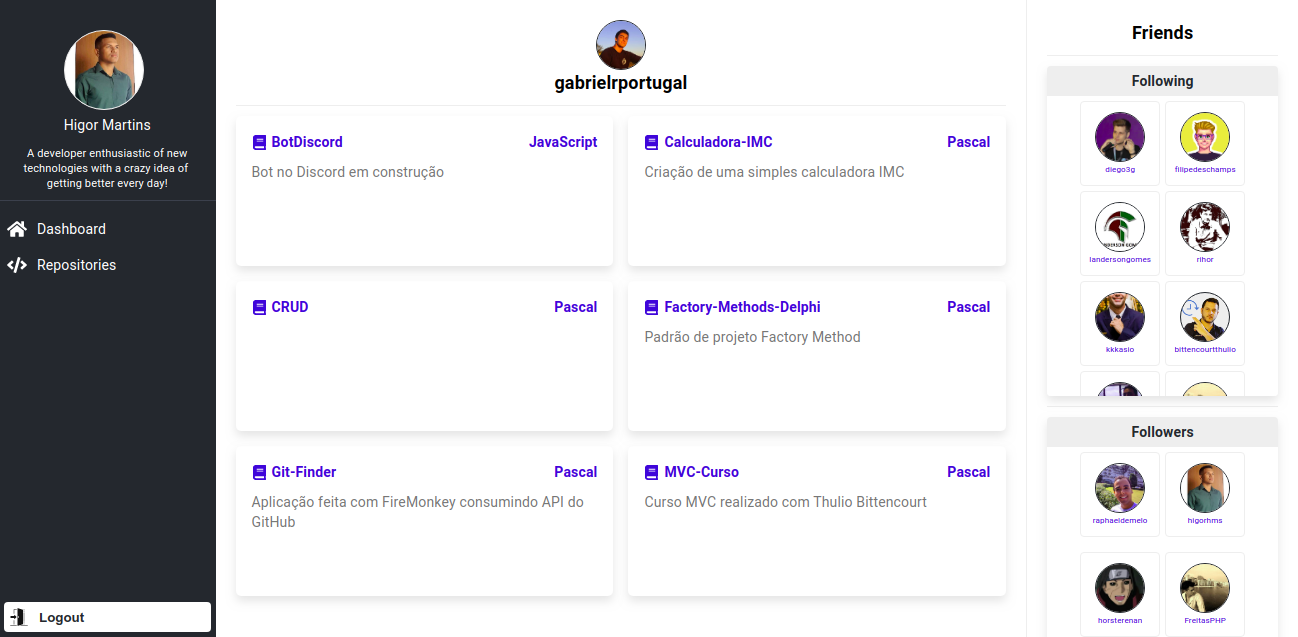 Higor Martins
A developer enthusiastic of new
technologies with a crazy idea of
getting better every day!
Dashboard
Repositories
Logout
gabrielrportugal
BotDiscord
JavaScript
Bot no Discord em construção
Calculadora-IMC
Pascal
Criação de uma simples calculadora IMC
CRUD
Pascal
Factory-Methods-Delphi
Pascal
Padrão de projeto Factory Method
Git-Finder
Pascal
Aplicação feita com FireMonkey consumindo API do
GitHub
MVC-Curso
Pascal
Curso MVC realizado com Thulio Bittencourt
Friends
Following
diego3g
filipedeschamps
landersongomes
rlhor
kkkasio
bittencourtthulio
Followers
raphaeldemelo
higorhms
horsterenan
FreitasPHP